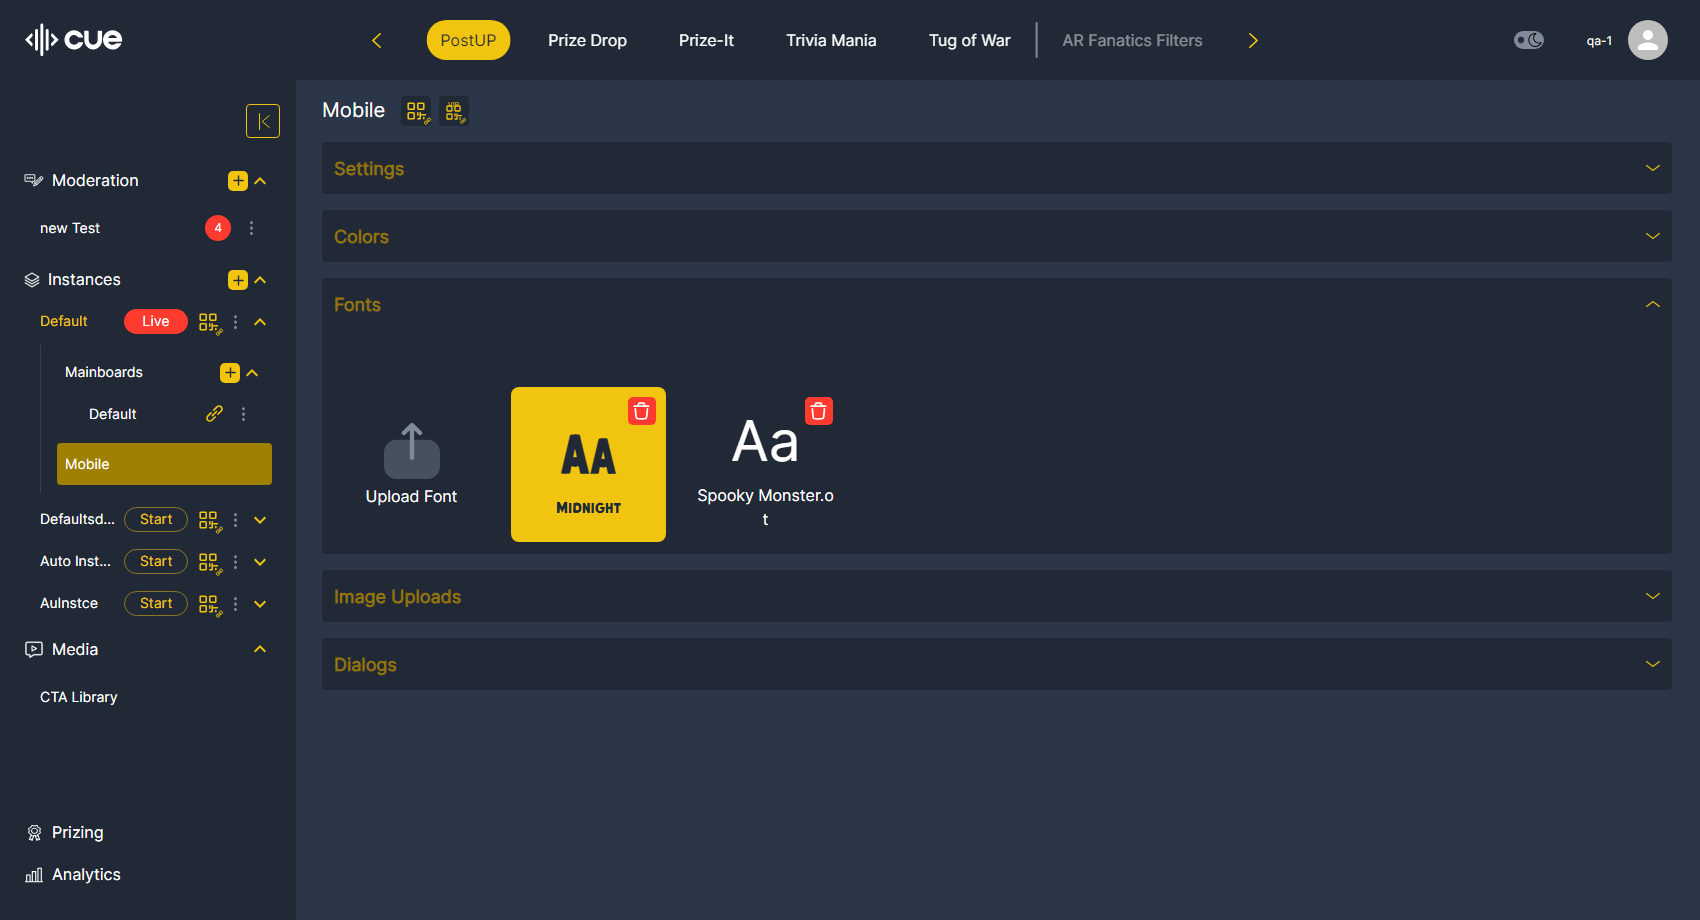 cue
PostUP
Prize Drop
Prize-It
Trivia Mania
Tug of War
AR Fanatics Filters
qa-1
Moderation
new Test
4
Instances
Default
Live
Mainboards
Default
Mobile
Defaultsd...
Start
Auto Inst...
Start
AuInstce
Start
Media
CTA Library
Prizing
Analytics
Mobile
VIP
Settings
Colors
Fonts
Upload Font
Aa
Midnight
Aa
Spooky Monster.o
t
Image Uploads
Dialogs